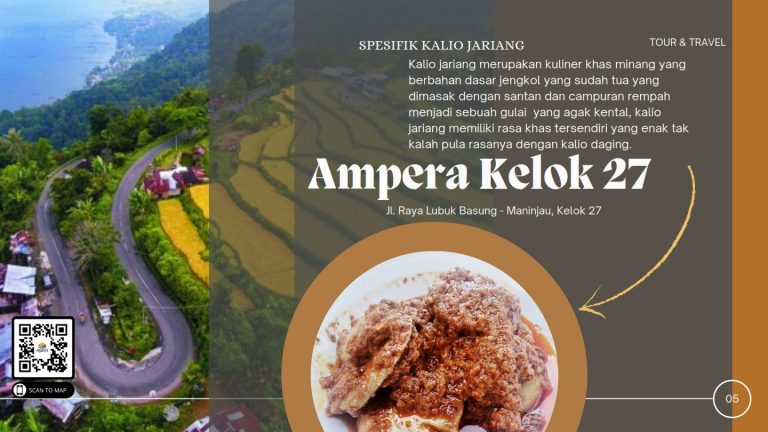 SPESIFIK KALIO JARIANG
TOUR & TRAVEL
Kalio jariang merupakan kuliner khas minang yang
berbahan dasar jengkol yang sudah tua yang
dimasak dengan santan dan campuran rempah
menjadi sebuah gulai  yang agak kental, kalio
jariang memiliki rasa khas tersendiri yang enak tak
kalah pula rasanya dengan kalio daging.
Ampera Kelok 27
Jl. Raya Lubuk Basung - Maninjau, Kelok 27
SCAN TO MAP
05